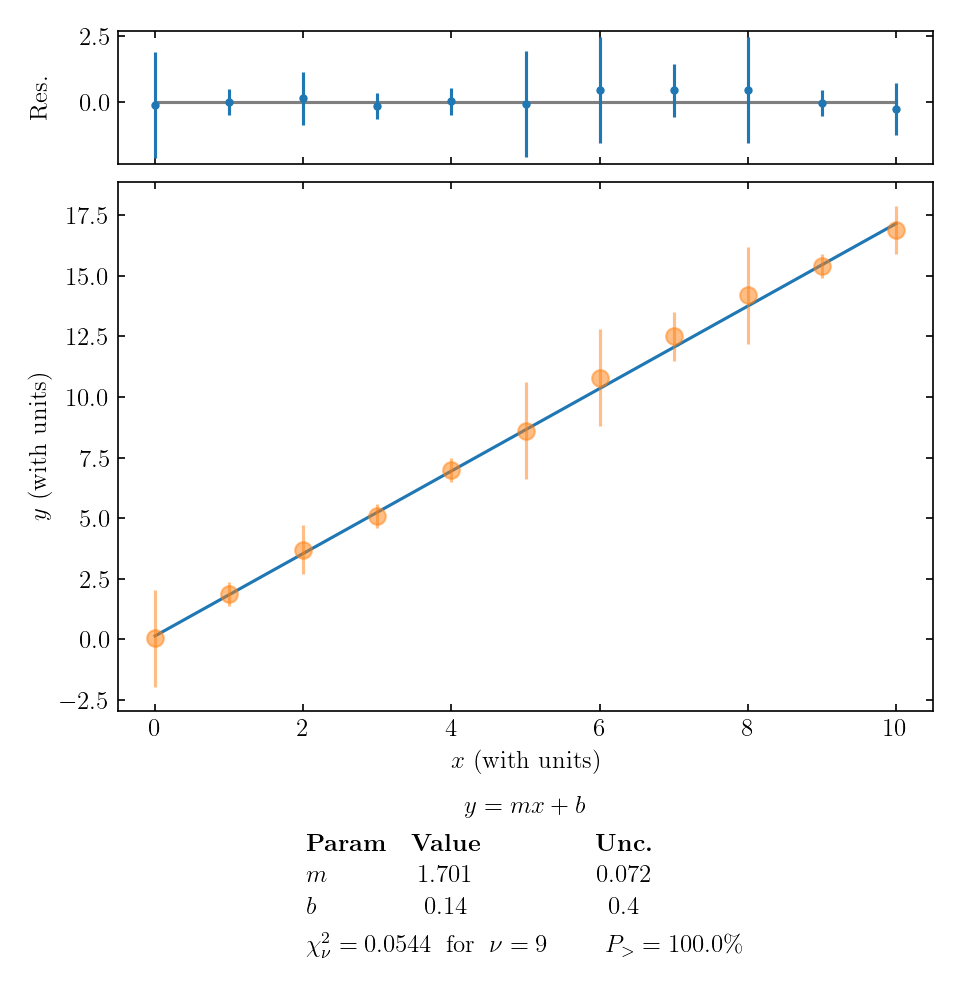 2.5
0.0
Res.
17.5
15.0
12.5
10.0
7.5
5.0
2.5
0.0
−2.5
y (with units)
0 2 4 6 8 10
x (with units)
y = mx + b
Param Value Unc.
m 1.701 0.072
b 0.14 0.4
χ²ᵥ = 0.0544 for ν = 9 P> = 100.0%